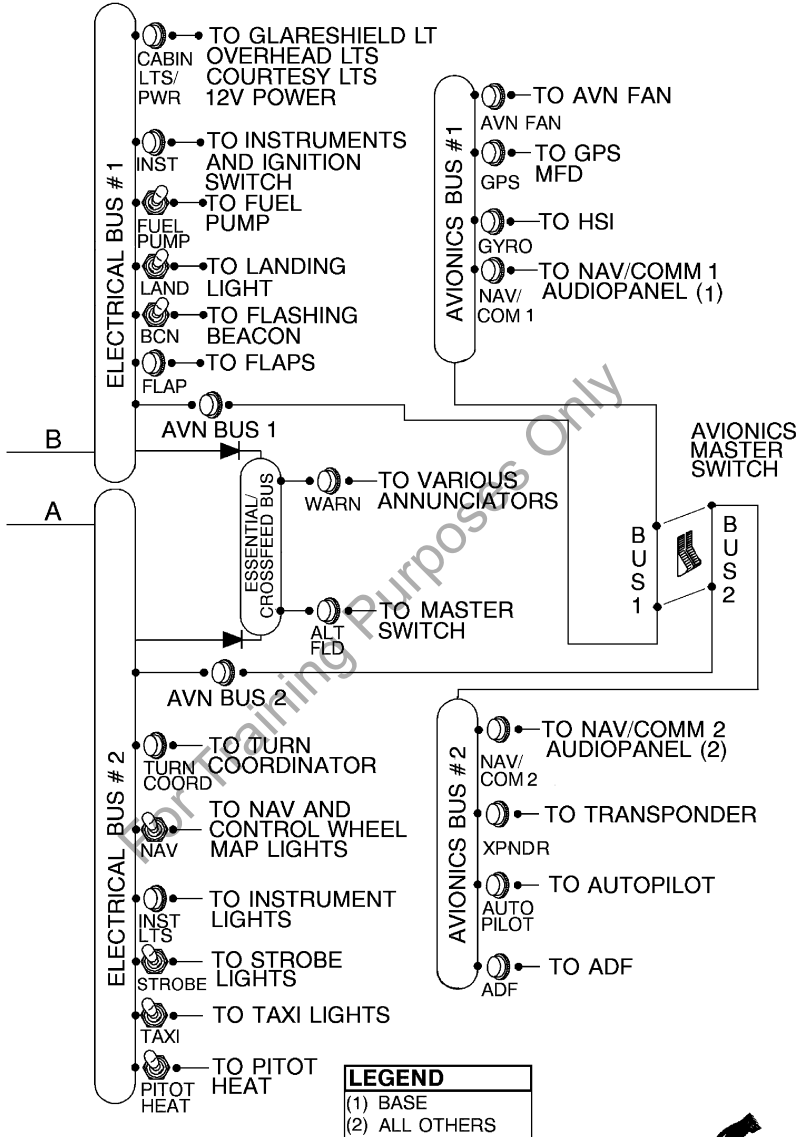 ELECTRICAL BUS #1
CABIN
LTS/
PWR
TO GLARESHIELD LT
OVERHEAD LTS
COURTESY LTS
12V POWER
INST
TO INSTRUMENTS
AND IGNITION
SWITCH
FUEL
PUMP
TO FUEL
PUMP
LAND
TO LANDING
LIGHT
BCN
TO FLASHING
BEACON
FLAP
TO FLAPS
AVN BUS 1
B
A
ESSENTIAL/
CROSSFEED BUS
WARN
TO VARIOUS
ANNUNCIATORS
ALT
FLD
TO MASTER
SWITCH
AVIONICS BUS #1
AVN FAN
TO AVN FAN
GPS
TO GPS
MFD
GYRO
TO HSI
NAV/
COM 1
TO NAV/COMM 1
AUDIOPANEL (1)
AVIONICS
MASTER
SWITCH
BUS 1
BUS 2
ELECTRICAL BUS # 2
AVN BUS 2
TURN
COORD
TO TURN
COORDINATOR
NAV
TO NAV AND
CONTROL WHEEL
MAP LIGHTS
INST
LTS
TO INSTRUMENT
LIGHTS
STROBE
TO STROBE
LIGHTS
TAXI
TO TAXI LIGHTS
PITOT
HEAT
TO PITOT
HEAT
AVIONICS BUS #2
NAV/
COM 2
TO NAV/COMM 2
AUDIOPANEL (2)
XPNDR
TO TRANSPONDER
AUTO
PILOT
TO AUTOPILOT
ADF
TO ADF
LEGEND
(1) BASE
(2) ALL OTHERS
For Training Purposes Only